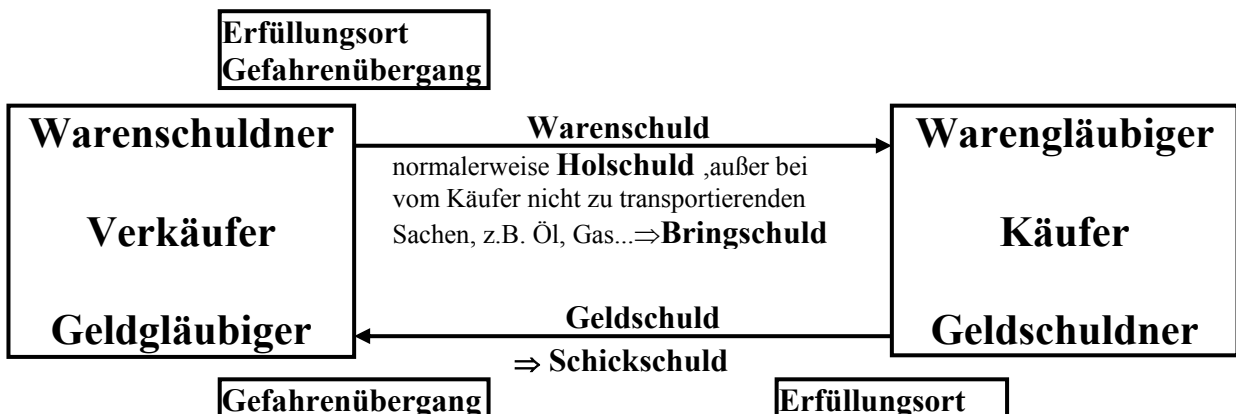 Erfüllungsort
Gefahrenübergang
Warenschuldner
Verkäufer
Geldgläubiger
Warenschuld
normalerweise Holschuld ,außer bei
vom Käufer nicht zu transportierenden
Sachen, z.B. Öl, Gas...⇒Bringschuld
Geldschuld
⇒ Schickschuld
Warengläubiger
Käufer
Geldschuldner
Gefahrenübergang
Erfüllungsort